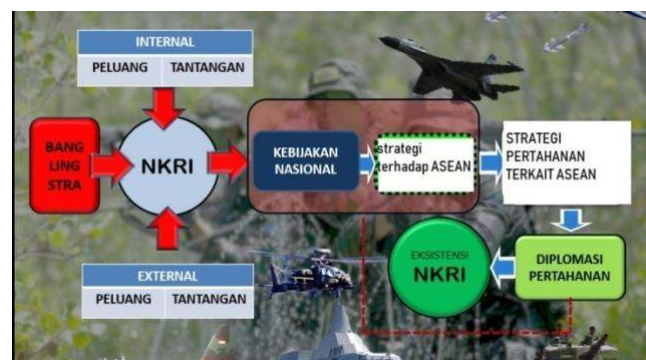 INTERNAL
PELUANG TANTANGAN
BANG
LING
STRA
NKRI
KEBIJAKAN
NASIONAL
strategi
terhadap ASEAN
STRATEGI
PERTAHANAN
TERKAIT ASEAN
EKSISTENSI
NKRI
DIPLOMASI
PERTAHANAN
EXTERNAL
PELUANG TANTANGAN